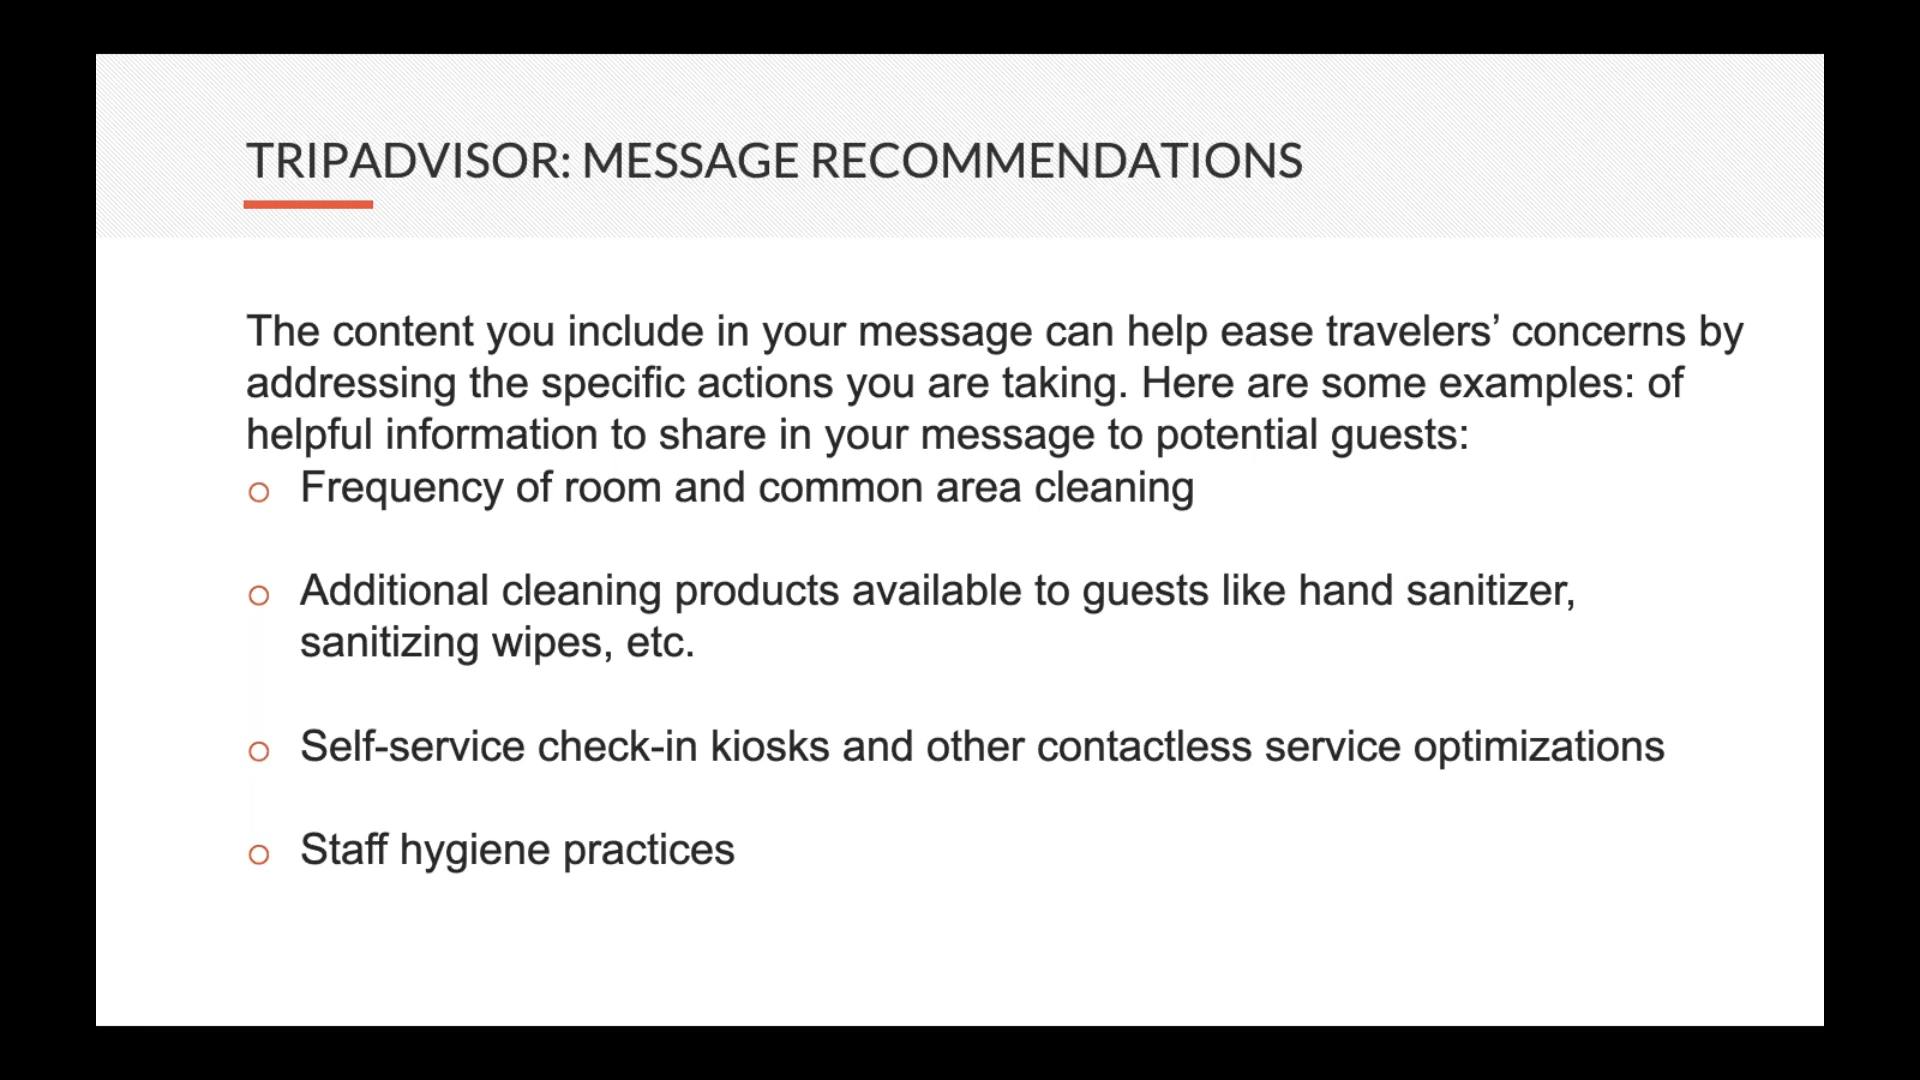 TRIPADVISOR: MESSAGE RECOMMENDATIONS
The content you include in your message can help ease travelers’ concerns by
addressing the specific actions you are taking. Here are some examples: of
helpful information to share in your message to potential guests:
o Frequency of room and common area cleaning
o Additional cleaning products available to guests like hand sanitizer,
sanitizing wipes, etc.
o Self-service check-in kiosks and other contactless service optimizations
o Staff hygiene practices